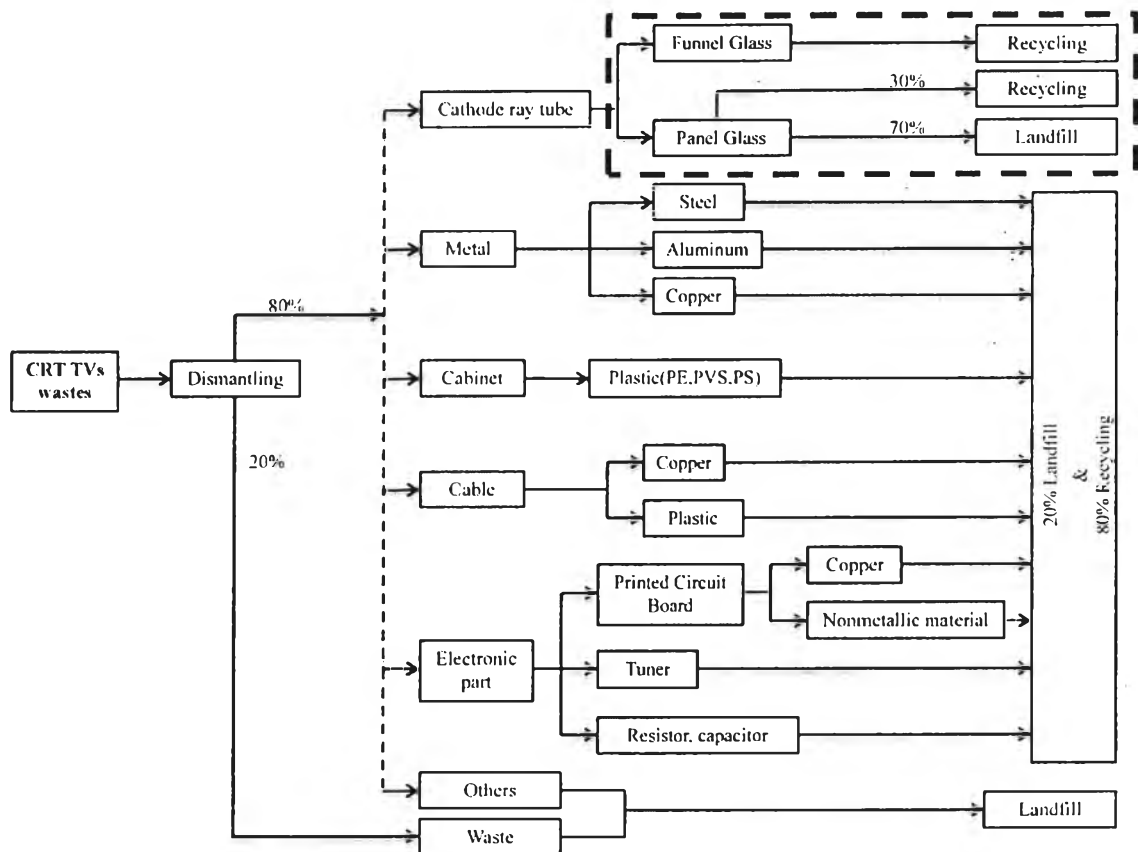 Funnel Glass
Recycling
30%
Recycling
Cathode ray tube
Panel Glass
70%
Landfill
Steel
Metal
Aluminum
Copper
80%
CRT TVs
wastes
Dismantling
Cabinet
Plastic(PE,PVS,PS)
20%
Copper
Cable
Plastic
20% Landfill
&
80% Recycling
Printed Circuit
Board
Copper
Nonmetallic material
Electronic
part
Tuner
Resistor, capacitor
Others
Waste
Landfill